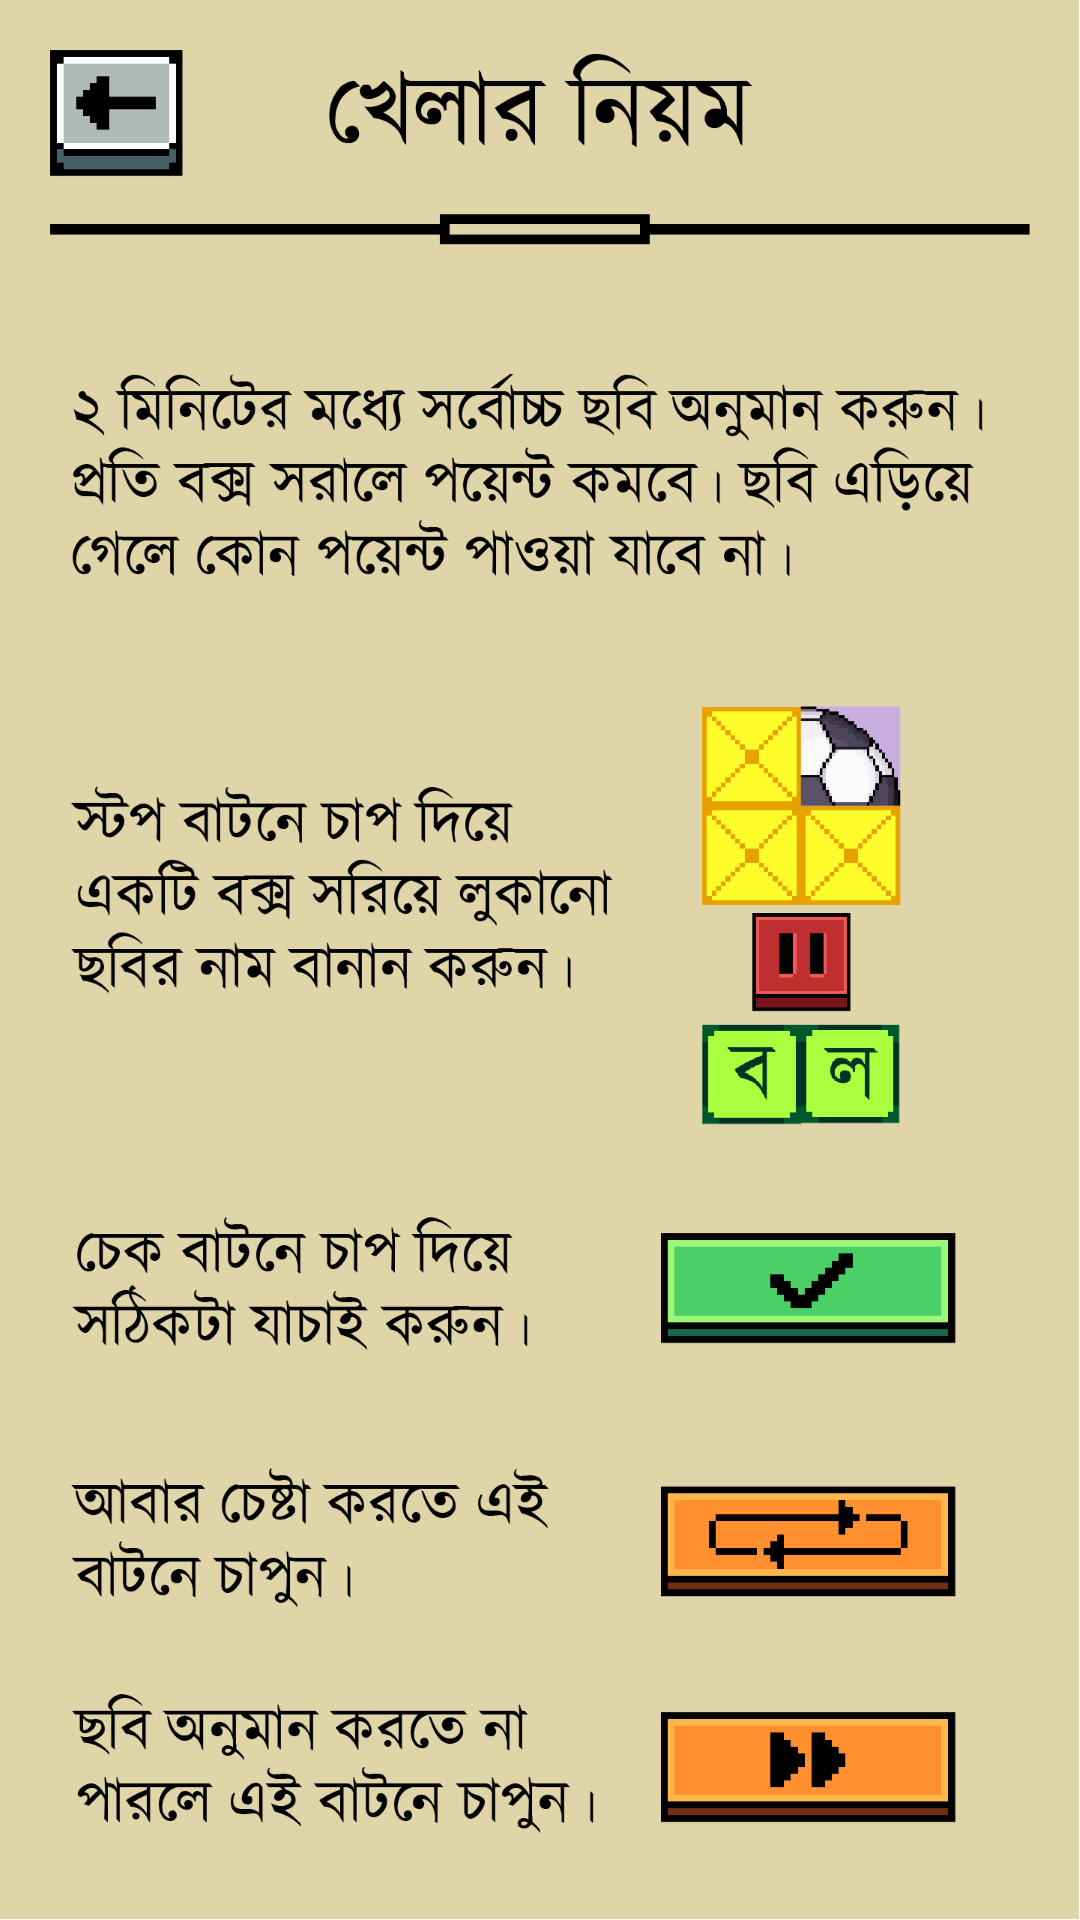 খেলার নিয়ম
২ মিনিটের মধ্যে সর্বোচ্চ ছবি অনুমান করুন।
প্রতি বক্স সরালে পয়েন্ট কমবে। ছবি এড়িয়ে
গেলে কোন পয়েন্ট পাওয়া যাবে না।
স্টপ বাটনে চাপ দিয়ে
একটি বক্স সরিয়ে লুকানো
ছবির নাম বানান করুন।
ব ল
চেক বাটনে চাপ দিয়ে
সঠিকটা যাচাই করুন।
আবার চেষ্টা করতে এই
বাটনে চাপুন।
ছবি অনুমান করতে না
পারলে এই বাটনে চাপুন।